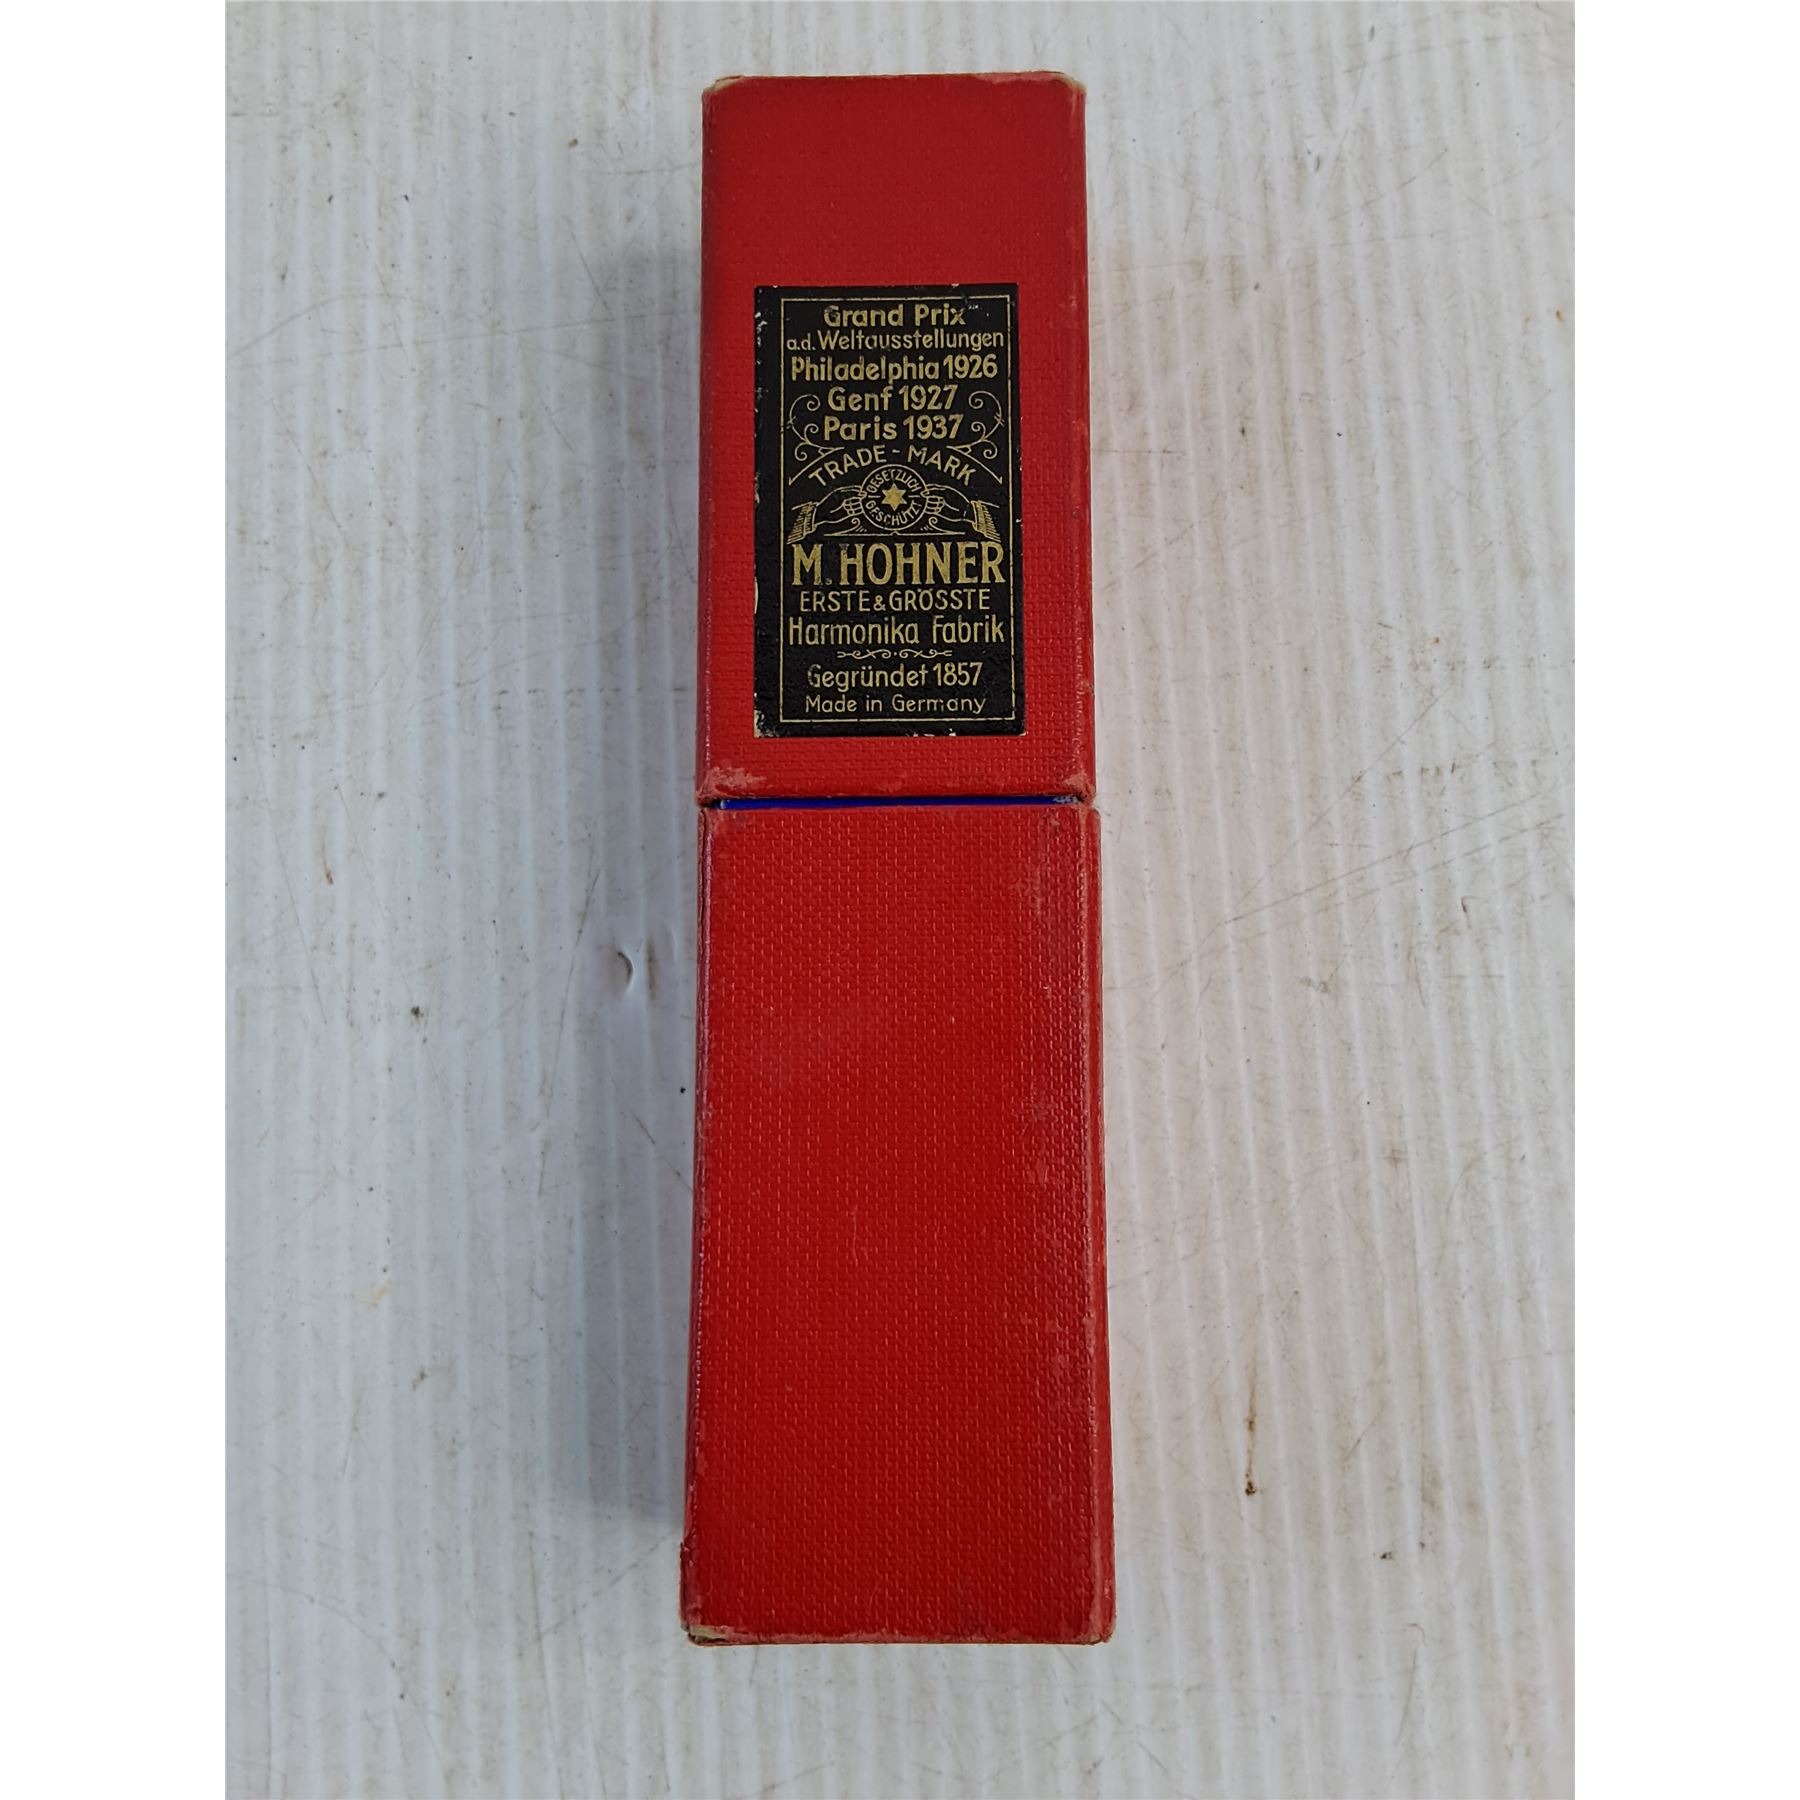 Grand Prix
a.d. Weltausstellungen
Philadelphia 1926
Genf 1927
Paris 1937
TRADE-MARK
GESETZLICH
GESCHÜTZT
M. HOHNER
ERSTE & GRÖSSTE
Harmonika Fabrik
Gegründet 1857
Made in Germany